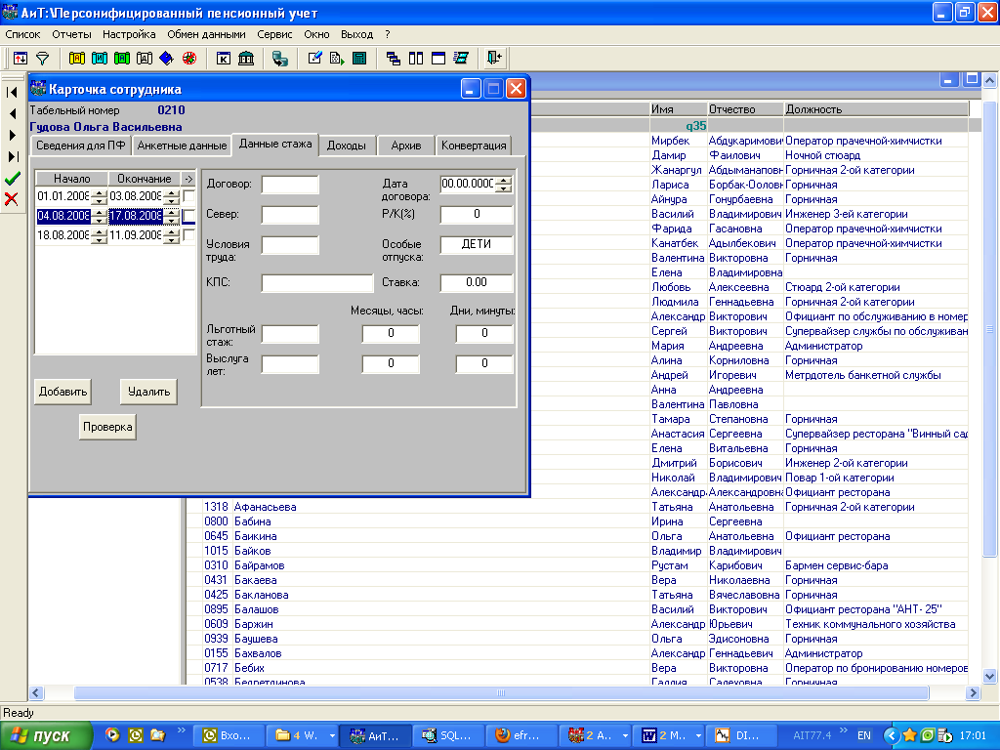 АиТ:\Персонифицированный пенсионный учет
Список Отчеты Настройка Обмен данными Сервис Окно Выход ?
Карточка сотрудника
Табельный номер 0210
Гудова Ольга Васильевна
Сведения для ПФ Анкетные данные Данные стажа Доходы Архив Конвертация
Начало Окончание ->
01.01.2008 03.08.2008
04.08.2008 17.08.2008
18.08.2008 11.09.2008
Договор: Дата договора: 00.00.0000
Север: Р/К(%) 0
Условия труда: Особые отпуска: ДЕТИ
КПС: Ставка: 0.00
Месяцы, часы: Дни, минуты:
Льготный стаж: 0 0
Выслуга лет: 0 0
Добавить Удалить
Проверка
Имя Отчество Должность
q35
Мирбек Абдукаримови Оператор прачечной-химчистки
Дамир Фаилович Ночной стюард
Жанаргул Абдыманапови Горничная 2-ой категории
Лариса Борбак-Ооловн Горничная
Айнура Гонурбаевна Горничная
Василий Владимирович Инженер 3-ей категории
Фарида Гасановна Оператор прачечной-химчистки
Канатбек Адылбекович Оператор прачечной-химчистки
Валентина Викторовна Горничная
Елена Владимировна
Любовь Алексеевна Стюард 2-ой категории
Людмила Геннадьевна Горничная 2-ой категории
Александр Викторович Официант по обслуживанию в номер
Сергей Викторович Супервайзер службы по обслуживан
Мария Андреевна Администратор
Алина Корниловна Горничная
Андрей Игоревич Метрдотель банкетной службы
Анна Андреевна
Валентина Павловна
Тамара Степановна Горничная
Анастасия Сергеевна Супервайзер ресторана "Винный сад
Елена Витальевна Горничная
Дмитрий Борисович Инженер 2-ой категории
Николай Владимирович Повар 1-ой категории
Александр Александровна Официант ресторана
1318 Афанасьева Татьяна Анатольевна Горничная 2-ой категории
0800 Бабина Ирина Сергеевна
0645 Баикина Ольга Анатольевна Официант ресторана
1015 Байков Владимир Владимирович
0310 Байрамов Рустам Карибович Бармен сервис-бара
0431 Бакаева Вера Николаевна Горничная
0425 Бакланова Татьяна Вячеславовна Горничная
0895 Балашов Василий Викторович Официант ресторана "АНТ- 25"
0609 Баржин Александр Юрьевич Техник коммунального хозяйства
0939 Баушева Ольга Эдисоновна Горничная
0155 Бахвалов Александр Геннадьевич Администратор
0717 Бебих Вера Викторовна Оператор по бронированию номеров
0538 Бедретдинова Галлия Салеховна Горничная
Ready
пуск Вхо... 4 W. АиТ... SQL... efr... 2 А.. 2 М.. DI... AIT77.4 EN 17:01